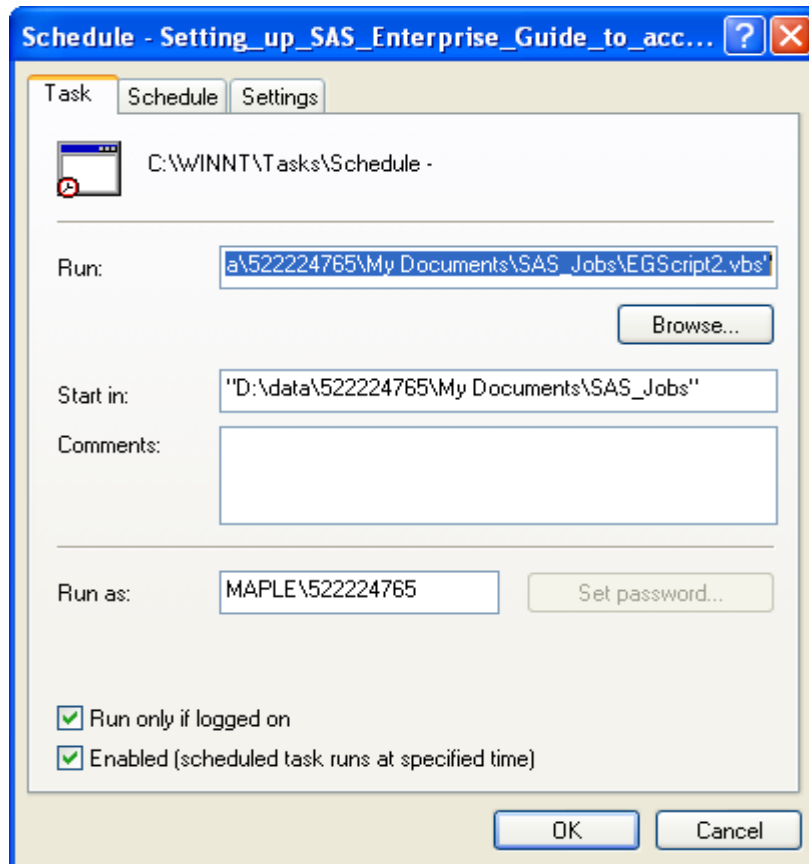 Schedule - Setting_up_SAS_Enterprise_Guide_to_acc...
Task Schedule Settings
C:\WINNT\Tasks\Schedule -
Run: a\522224765\My Documents\SAS_Jobs\EGScript2.vbs"
Browse...
Start in: "D:\data\522224765\My Documents\SAS_Jobs"
Comments:
Run as: MAPLE\522224765 Set password...
Run only if logged on
Enabled (scheduled task runs at specified time)
OK Cancel